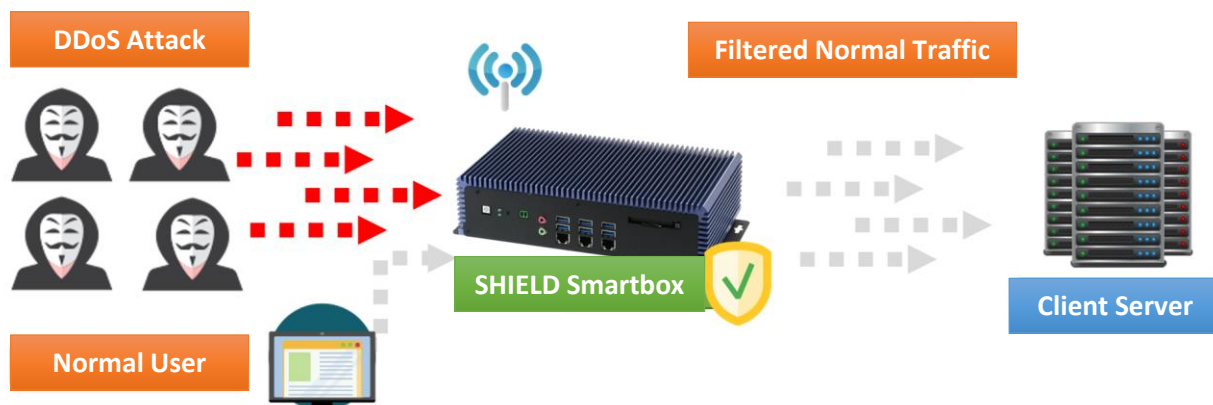 DDoS Attack
Filtered Normal Traffic
SHIELD Smartbox
Client Server
Normal User